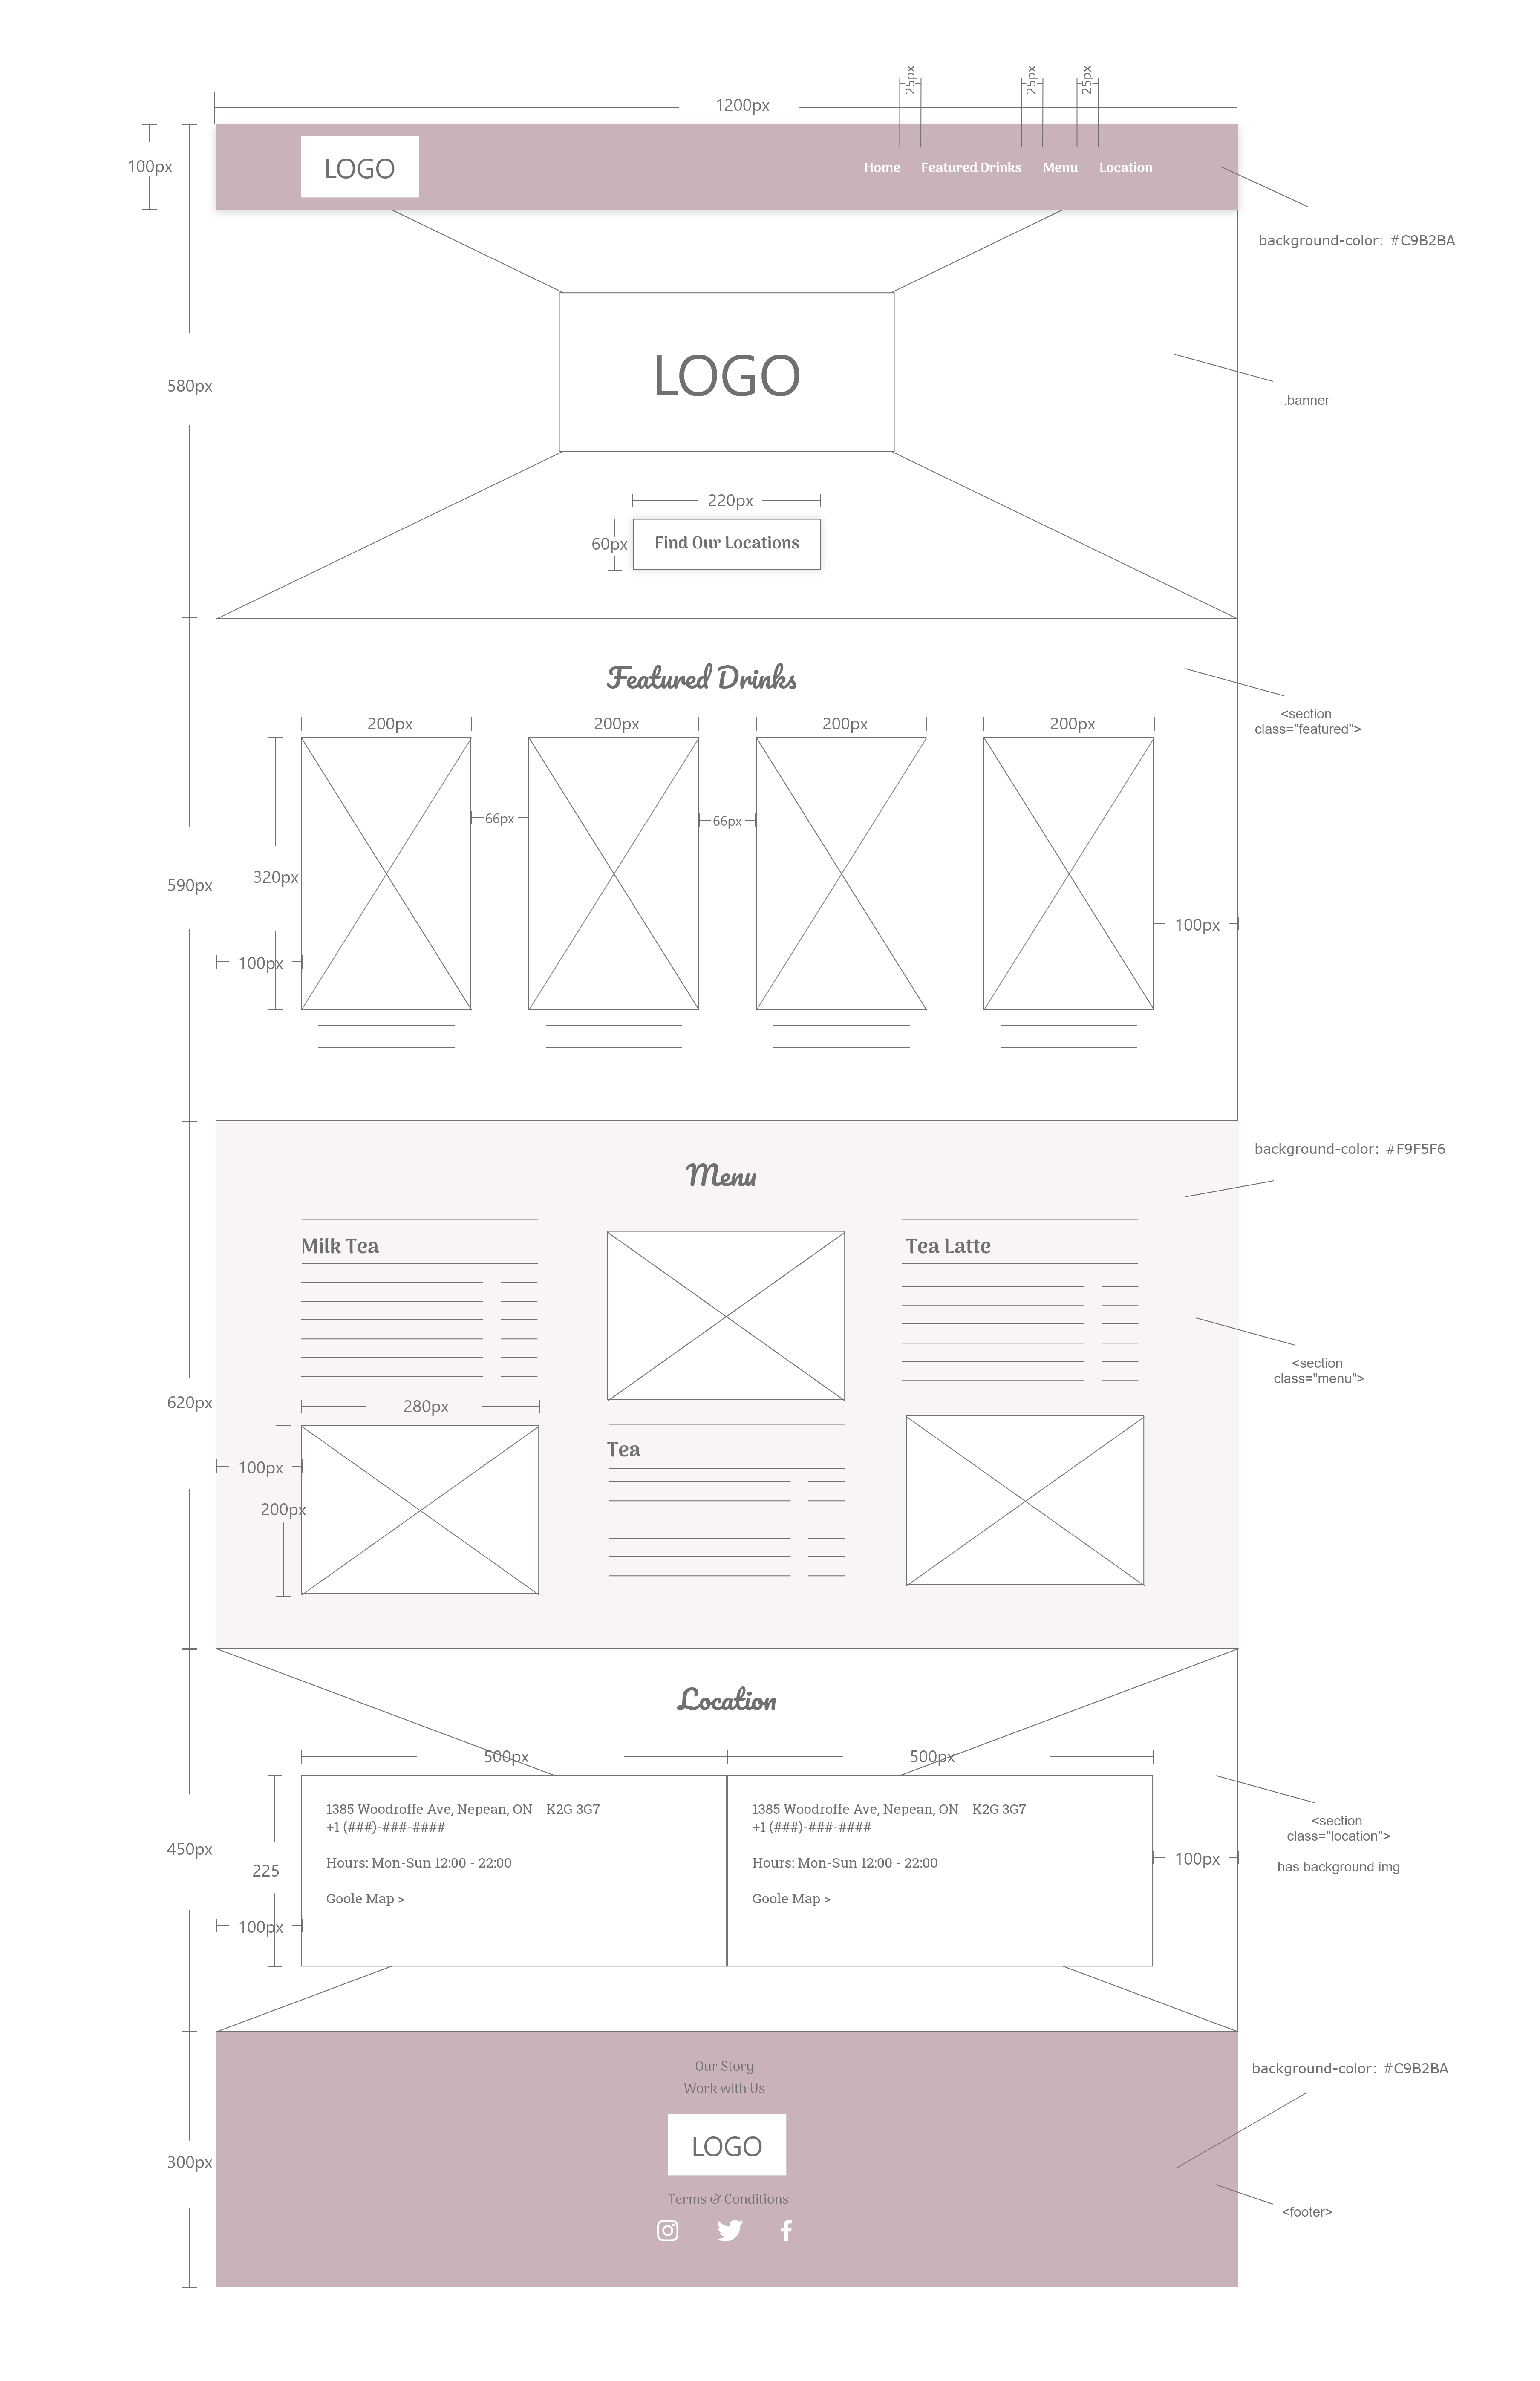 25px
25px
25px
1200px
100px
LOGO
Home
Featured Drinks
Menu
Location
background-color: #C9B2BA
LOGO
580px
.banner
220px
60px
Find Our Locations
Featured Drinks
<section
class="featured">
200px
200px
200px
200px
66px
66px
320px
590px
100px
100px
background-color: #F9F5F6
Menu
Milk Tea
Tea Latte
<section
class="menu">
620px
280px
Tea
100px
200px
Location
500px
500px
1385 Woodroffe Ave, Nepean, ON K2G 3G7
+1 (###)-###-####
Hours: Mon-Sun 12:00 - 22:00
Goole Map >
1385 Woodroffe Ave, Nepean, ON K2G 3G7
+1 (###)-###-####
Hours: Mon-Sun 12:00 - 22:00
Goole Map >
<section
class="location">
has background img
450px
225
100px
100px
Our Story
Work with Us
background-color: #C9B2BA
LOGO
300px
Terms & Conditions
<footer>